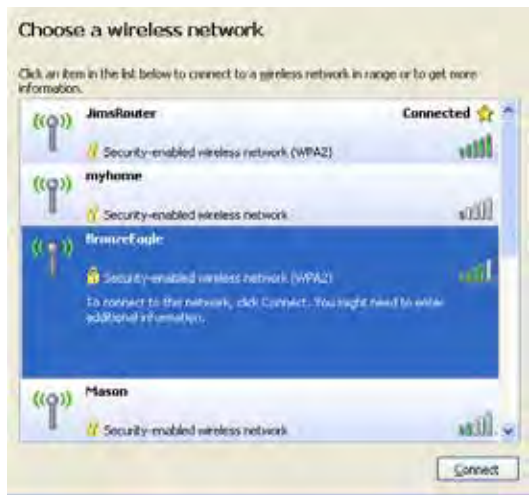 Choose a wireless network
Click an item in the list below to connect to a wireless network in range or to get more
information.
JimsRouter Connected
Security-enabled wireless network (WPA2)
myhome
Security-enabled wireless network
BronzeEagle
Security-enabled wireless network (WPA2)
To connect to this network, click Connect. You might need to enter
additional information.
Mason
Security-enabled wireless network
Connect